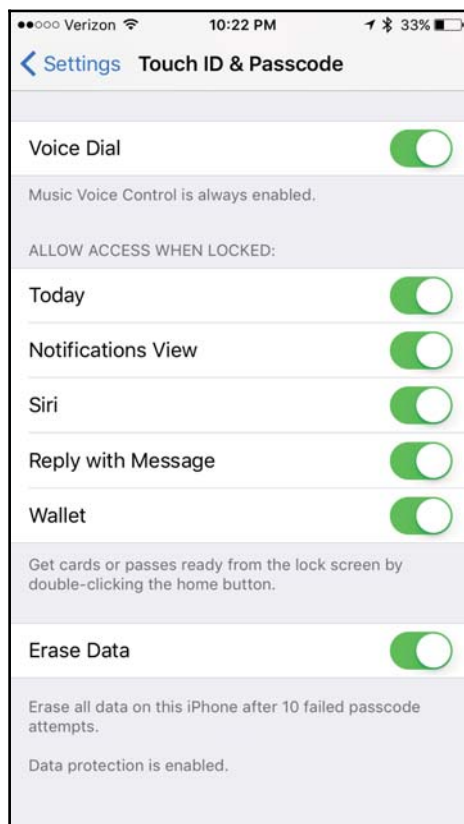 Verizon 10:22 PM 33%
Settings Touch ID & Passcode
Voice Dial
Music Voice Control is always enabled.
ALLOW ACCESS WHEN LOCKED:
Today
Notifications View
Siri
Reply with Message
Wallet
Get cards or passes ready from the lock screen by
double-clicking the home button.
Erase Data
Erase all data on this iPhone after 10 failed passcode
attempts.
Data protection is enabled.